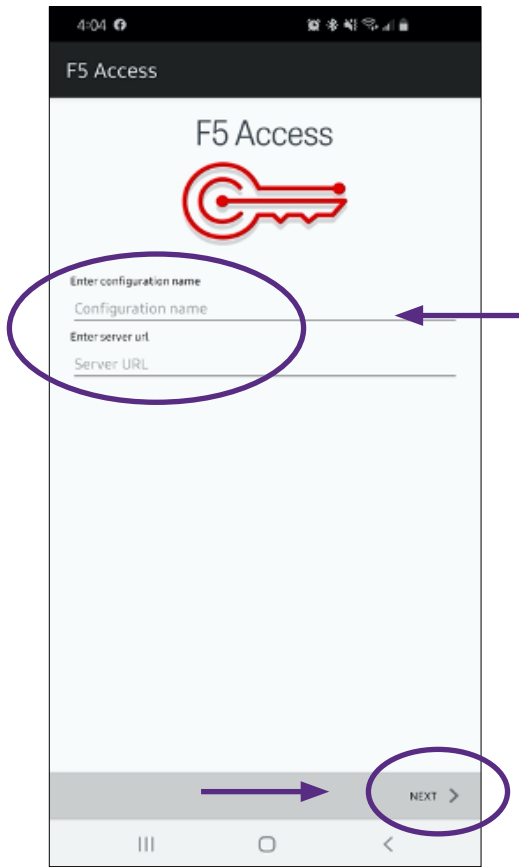 4:04
F5 Access
F5 Access
Enter configuration name
Configuration name
Enter server url
Server URL
NEXT